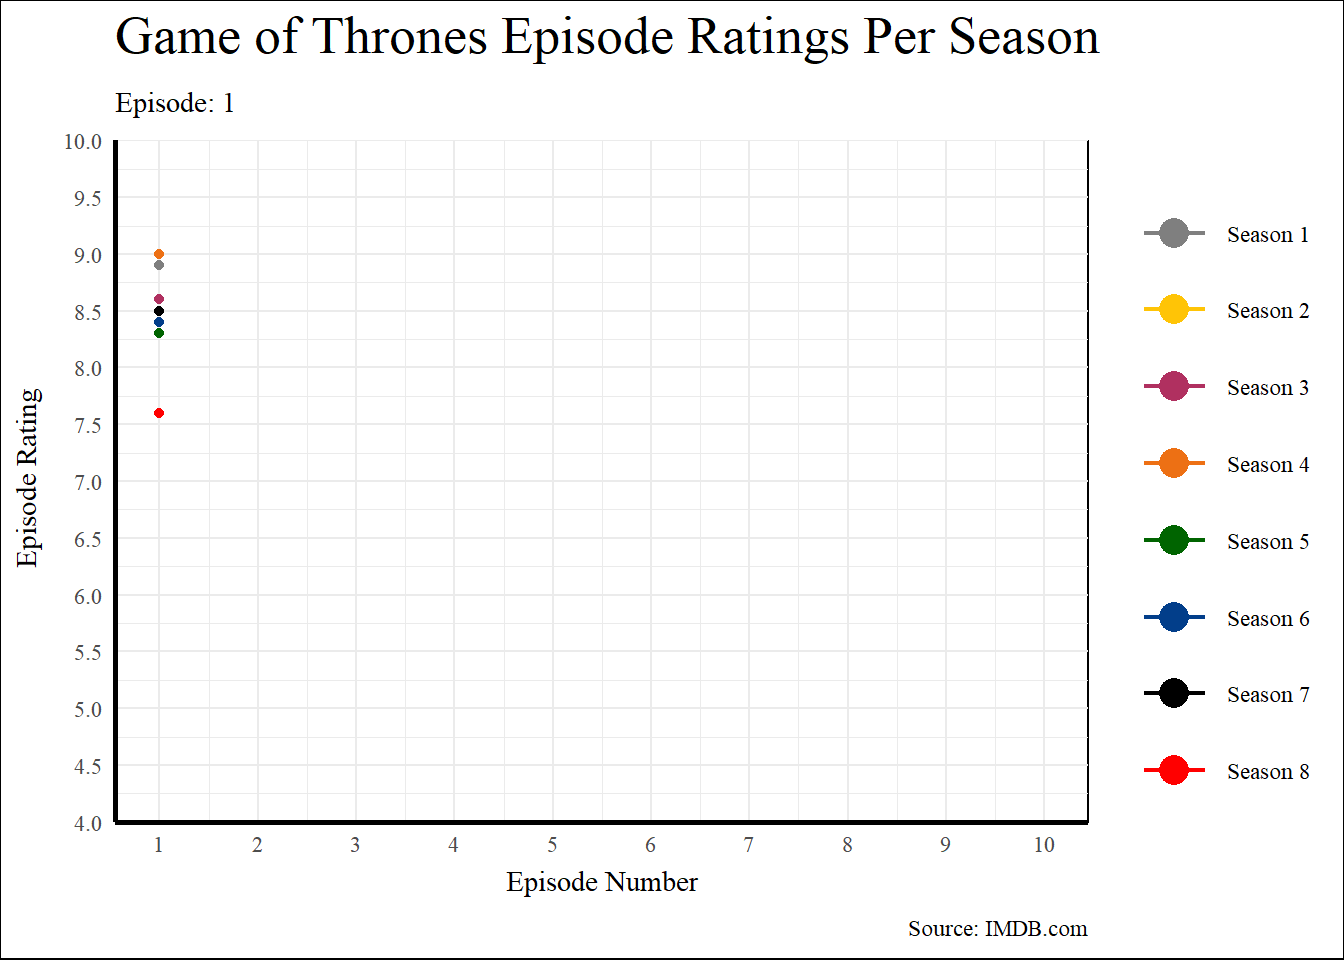 Game of Thrones Episode Ratings Per Season
Episode: 1
10.0
9.5
9.0
8.5
8.0
7.5
7.0
6.5
6.0
5.5
5.0
4.5
4.0
Episode Rating
1 2 3 4 5 6 7 8 9 10
Episode Number
Season 1
Season 2
Season 3
Season 4
Season 5
Season 6
Season 7
Season 8
Source: IMDB.com